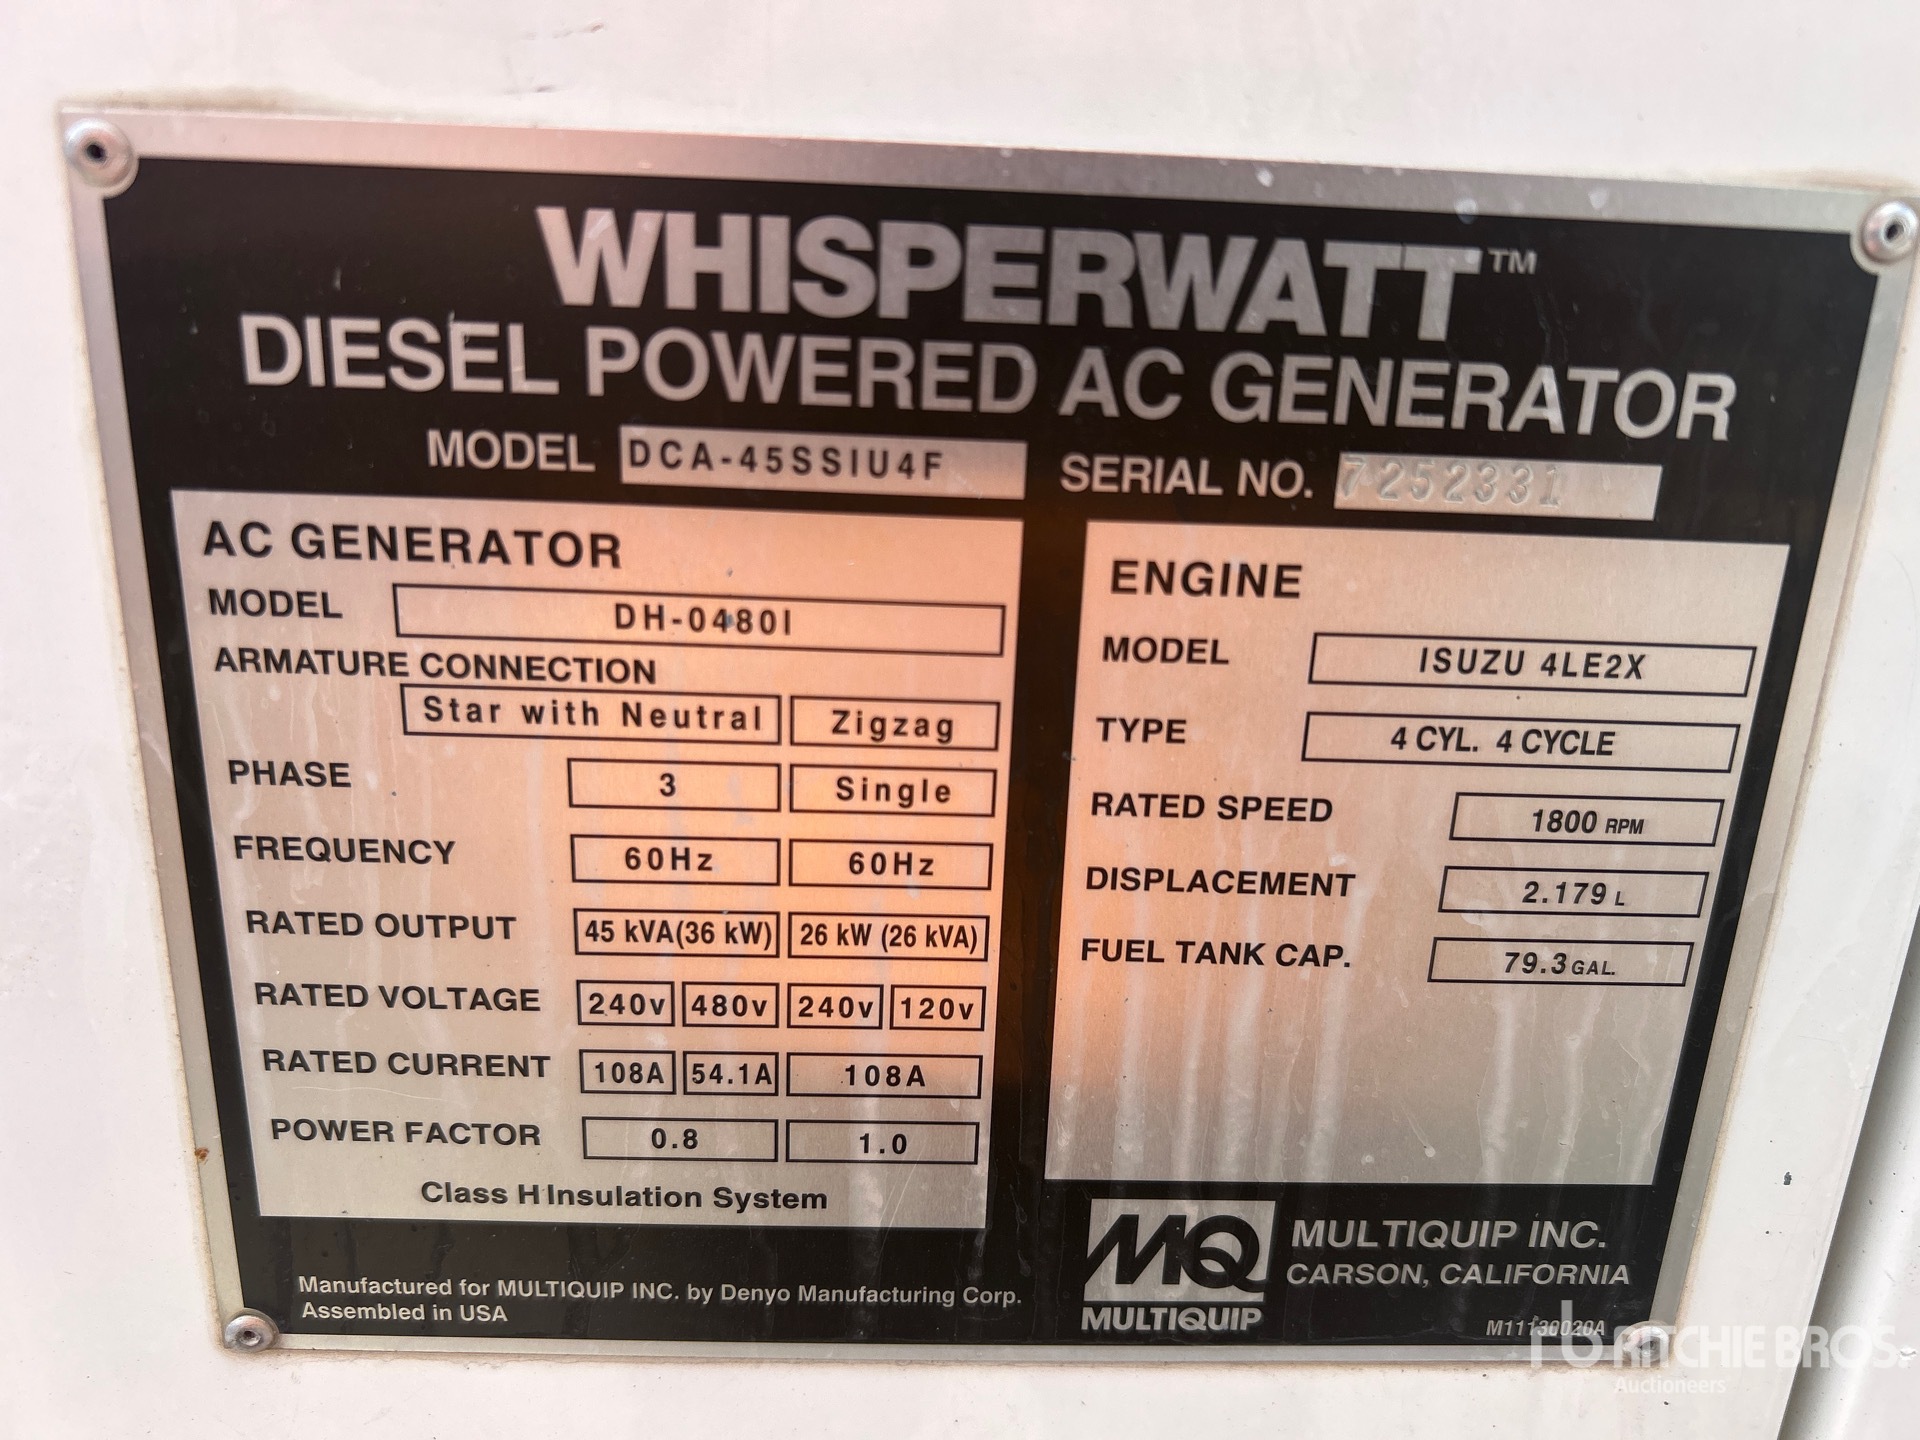 WHISPERWATT™
DIESEL POWERED AC GENERATOR
MODEL DCA-45SSIU4F SERIAL NO. 7252331
AC GENERATOR
MODEL DH-0480I
ARMATURE CONNECTION
Star with Neutral Zigzag
PHASE 3 Single
FREQUENCY 60Hz 60Hz
RATED OUTPUT 45 kVA(36 kW) 26 kW (26 kVA)
RATED VOLTAGE 240v 480v 240v 120v
RATED CURRENT 108A 54.1A 108A
POWER FACTOR 0.8 1.0
Class H Insulation System
ENGINE
MODEL ISUZU 4LE2X
TYPE 4 CYL. 4 CYCLE
RATED SPEED 1800 RPM
DISPLACEMENT 2.179 L
FUEL TANK CAP. 79.3 GAL.
Manufactured for MULTIQUIP INC. by Denyo Manufacturing Corp.
Assembled in USA
MQ
MULTIQUIP
MULTIQUIP INC.
CARSON, CALIFORNIA
M11130020A
rb RITCHIE BROS.
Auctioneers